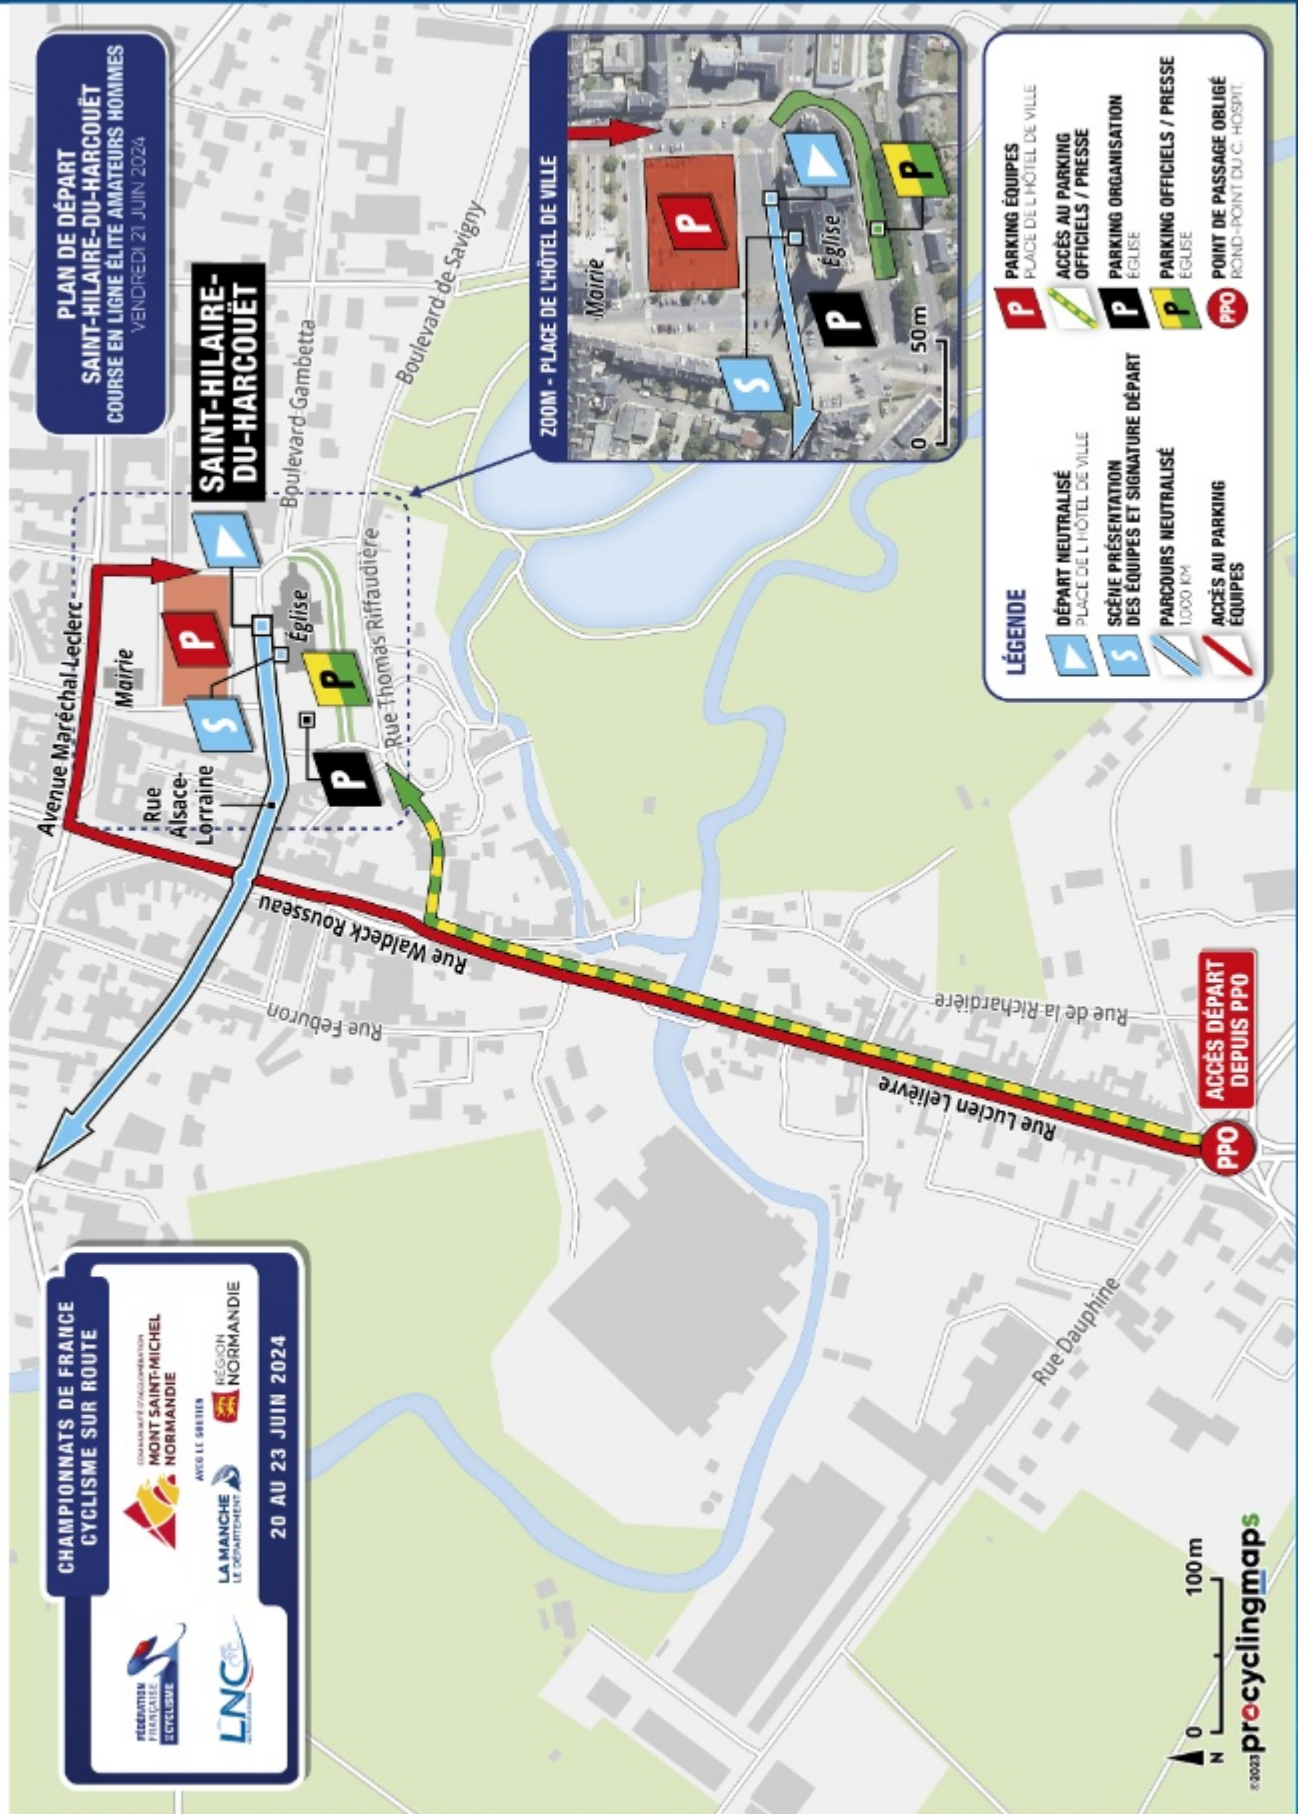 CHAMPIONNATS DE FRANCE
CYCLISME SUR ROUTE
FÉDÉRATION
FRANÇAISE
DE CYCLISME
COMMUNAUTÉ D'AGGLOMÉRATION
MONT SAINT-MICHEL
NORMANDIE
AVEC LE SOUTIEN
LNC
LA MANCHE
LE DÉPARTEMENT
RÉGION
NORMANDIE
20 AU 23 JUIN 2024
PLAN DE DÉPART
SAINT-HILAIRE-DU-HARCOUËT
COURSE EN LIGNE ÉLITE AMATEURS HOMMES
VENDREDI 21 JUIN 2024
SAINT-HILAIRE-
DU-HARCOUËT
Avenue Maréchal Leclerc
Mairie
P
S
Rue
Alsace-
Lorraine
Église
P
P
Boulevard Gambetta
Boulevard de Savigny
Rue Thomas Riffaudière
Rue Waldeck Rousseau
Rue Feburon
Rue Lucien Lelièvre
Rue de la Richardière
Rue Dauphine
PPO
ACCÈS DÉPART
DEPUIS PPO
ZOOM - PLACE DE L'HÔTEL DE VILLE
Mairie
P
S
Église
P
P
0 50 m
LÉGENDE
DÉPART NEUTRALISÉ
PLACE DE L'HÔTEL DE VILLE
S
SCÈNE PRÉSENTATION
DES ÉQUIPES ET SIGNATURE DÉPART
PARCOURS NEUTRALISÉ
1.000 KM
ACCÈS AU PARKING
ÉQUIPES
P
PARKING ÉQUIPES
PLACE DE L'HÔTEL DE VILLE
ACCÈS AU PARKING
OFFICIELS / PRESSE
P
PARKING ORGANISATION
ÉGLISE
P
PARKING OFFICIELS / PRESSE
ÉGLISE
PPO
POINT DE PASSAGE OBLIGÉ
ROND-POINT DU C. HOSPIT.
N
0 100 m
©2023 procyclingmaps